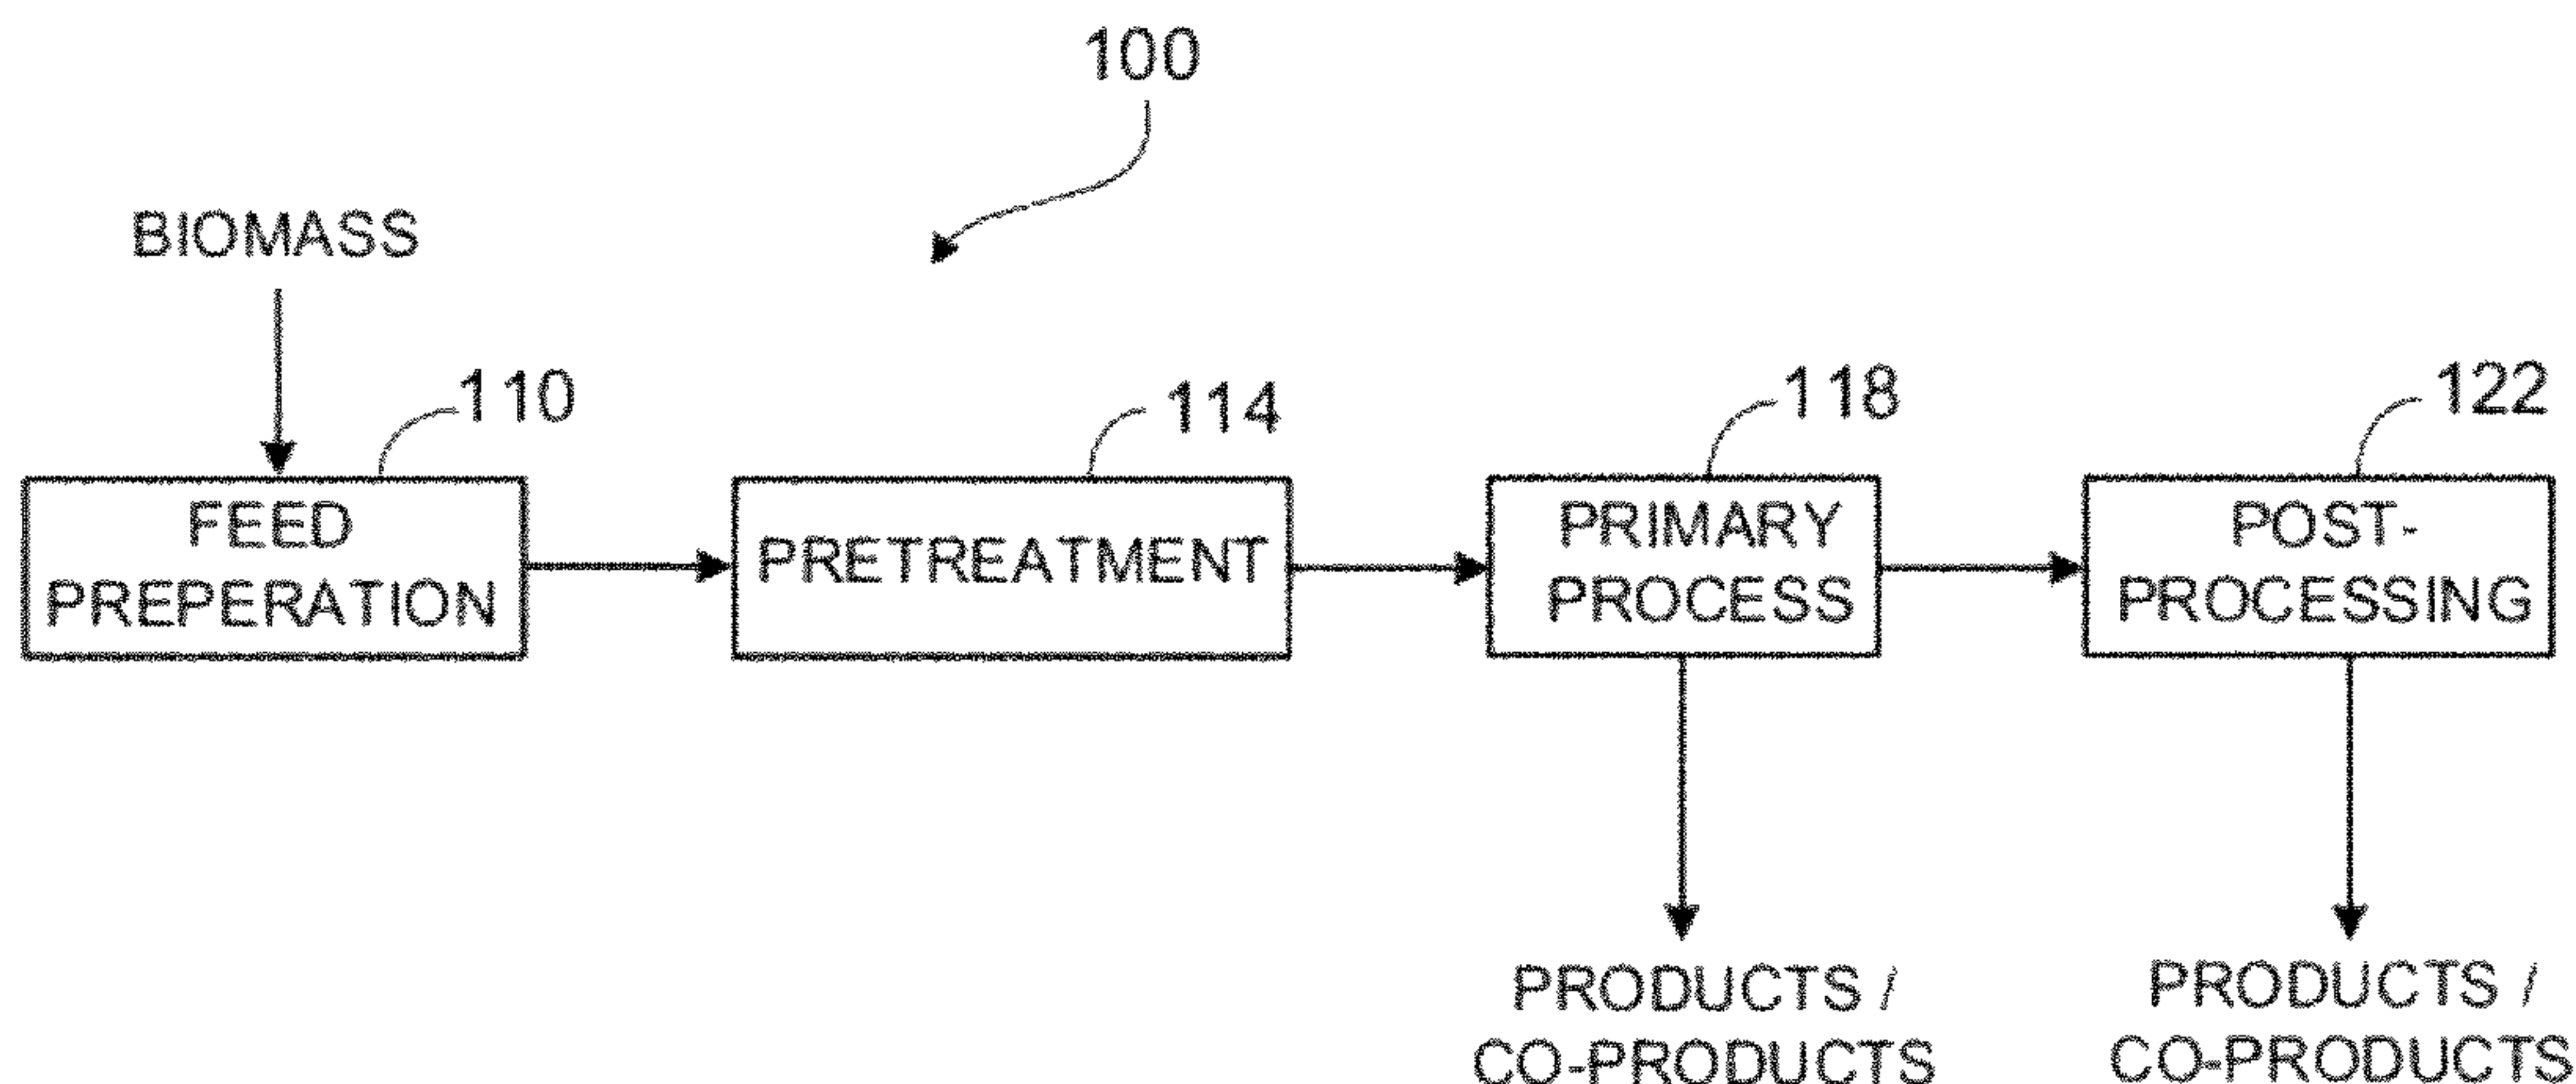 100
BIOMASS
110
114
118
122
FEED
PREPERATION
PRETREATMENT
PRIMARY
PROCESS
POST-
PROCESSING
PRODUCTS /
CO-PRODUCTS
PRODUCTS /
CO-PRODUCTS